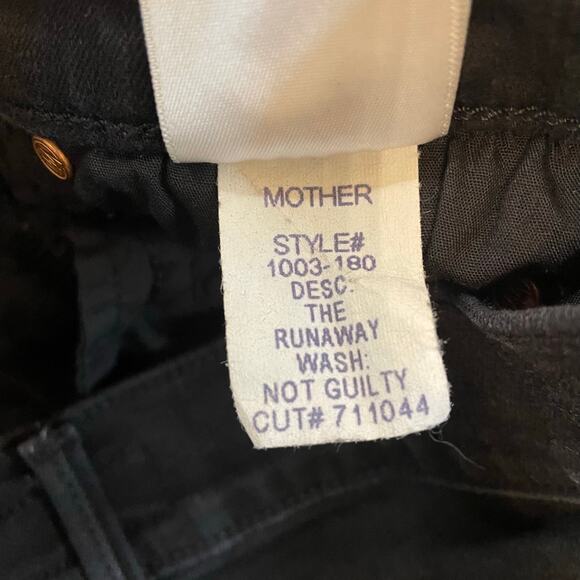 MOTHER
STYLE#
1003-180
DESC:
THE
RUNAWAY
WASH:
NOT GUILTY
CUT# 711044